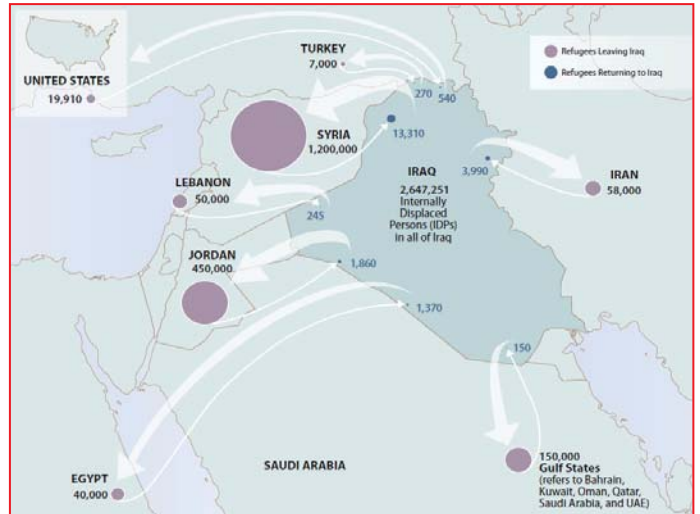 TURKEY
7,000
Refugees Leaving Iraq
Refugees Returning to Iraq
UNITED STATES
19,910
270
540
SYRIA
1,200,000
13,310
IRAQ
2,647,251
Internally
Displaced
Persons (IDPs)
in all of Iraq
3,990
IRAN
58,000
LEBANON
50,000
245
JORDAN
450,000
1,860
1,370
150
EGYPT
40,000
SAUDI ARABIA
150,000
Gulf States
(refers to Bahrain,
Kuwait, Oman, Qatar,
Saudi Arabia, and UAE)